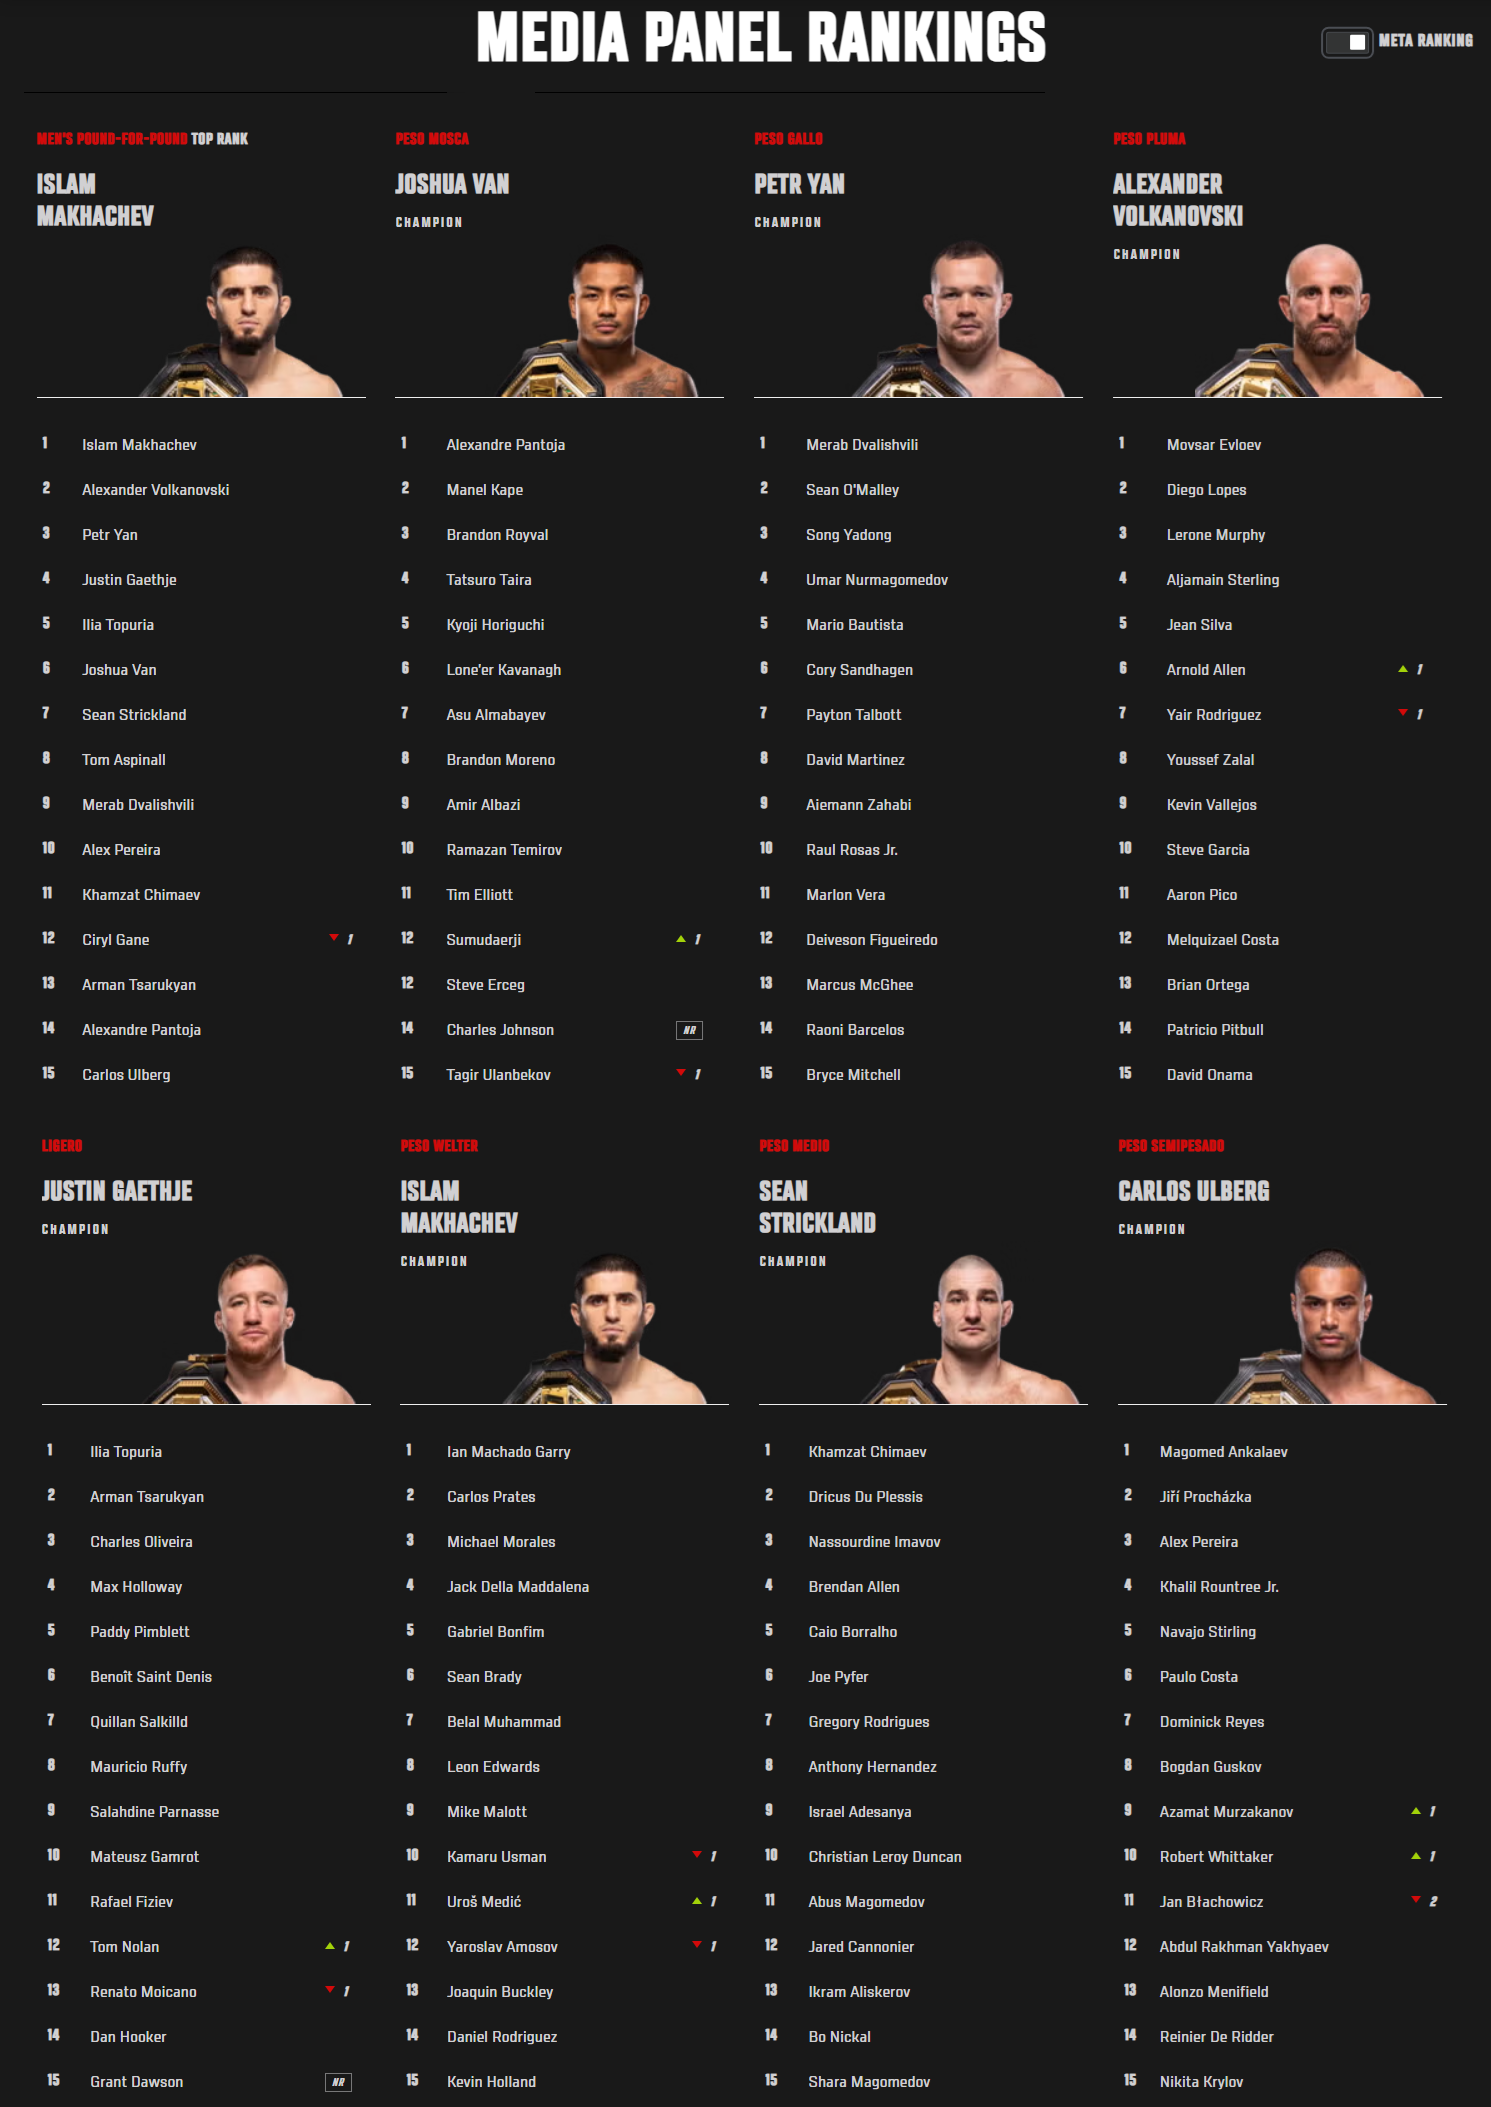 MEDIA PANEL RANKINGS
META RANKING
MEN'S POUND-FOR-POUND TOP RANK
ISLAM
MAKHACHEV
1 Islam Makhachev
2 Alexander Volkanovski
3 Petr Yan
4 Justin Gaethje
5 Ilia Topuria
6 Joshua Van
7 Sean Strickland
8 Tom Aspinall
9 Merab Dvalishvili
10 Alex Pereira
11 Khamzat Chimaev
12 Ciryl Gane 1
13 Arman Tsarukyan
14 Alexandre Pantoja
15 Carlos Ulberg
PESO MOSCA
JOSHUA VAN
CHAMPION
1 Alexandre Pantoja
2 Manel Kape
3 Brandon Royval
4 Tatsuro Taira
5 Kyoji Horiguchi
6 Lone'er Kavanagh
7 Asu Almabayev
8 Brandon Moreno
9 Amir Albazi
10 Ramazan Temirov
11 Tim Elliott
12 Sumudaerji 1
12 Steve Erceg
14 Charles Johnson NR
15 Tagir Ulanbekov 1
PESO GALLO
PETR YAN
CHAMPION
1 Merab Dvalishvili
2 Sean O'Malley
3 Song Yadong
4 Umar Nurmagomedov
5 Mario Bautista
6 Cory Sandhagen
7 Payton Talbott
8 David Martinez
9 Aiemann Zahabi
10 Raul Rosas Jr.
11 Marlon Vera
12 Deiveson Figueiredo
13 Marcus McGhee
14 Raoni Barcelos
15 Bryce Mitchell
PESO PLUMA
ALEXANDER
VOLKANOVSKI
CHAMPION
1 Movsar Evloev
2 Diego Lopes
3 Lerone Murphy
4 Aljamain Sterling
5 Jean Silva
6 Arnold Allen 1
7 Yair Rodriguez 1
8 Youssef Zalal
9 Kevin Vallejos
10 Steve Garcia
11 Aaron Pico
12 Melquizael Costa
13 Brian Ortega
14 Patricio Pitbull
15 David Onama
LIGERO
JUSTIN GAETHJE
CHAMPION
1 Ilia Topuria
2 Arman Tsarukyan
3 Charles Oliveira
4 Max Holloway
5 Paddy Pimblett
6 Benoît Saint Denis
7 Quillan Salkilld
8 Mauricio Ruffy
9 Salahdine Parnasse
10 Mateusz Gamrot
11 Rafael Fiziev
12 Tom Nolan 1
13 Renato Moicano 1
14 Dan Hooker
15 Grant Dawson NR
PESO WELTER
ISLAM
MAKHACHEV
CHAMPION
1 Ian Machado Garry
2 Carlos Prates
3 Michael Morales
4 Jack Della Maddalena
5 Gabriel Bonfim
6 Sean Brady
7 Belal Muhammad
8 Leon Edwards
9 Mike Malott
10 Kamaru Usman 1
11 Uroš Medić 1
12 Yaroslav Amosov 1
13 Joaquin Buckley
14 Daniel Rodriguez
15 Kevin Holland
PESO MEDIO
SEAN
STRICKLAND
CHAMPION
1 Khamzat Chimaev
2 Dricus Du Plessis
3 Nassourdine Imavov
4 Brendan Allen
5 Caio Borralho
6 Joe Pyfer
7 Gregory Rodrigues
8 Anthony Hernandez
9 Israel Adesanya
10 Christian Leroy Duncan
11 Abus Magomedov
12 Jared Cannonier
13 Ikram Aliskerov
14 Bo Nickal
15 Shara Magomedov
PESO SEMIPESADO
CARLOS ULBERG
CHAMPION
1 Magomed Ankalaev
2 Jiří Procházka
3 Alex Pereira
4 Khalil Rountree Jr.
5 Navajo Stirling
6 Paulo Costa
7 Dominick Reyes
8 Bogdan Guskov
9 Azamat Murzakanov 1
10 Robert Whittaker 1
11 Jan Błachowicz 2
12 Abdul Rakhman Yakhyaev
13 Alonzo Menifield
14 Reinier De Ridder
15 Nikita Krylov